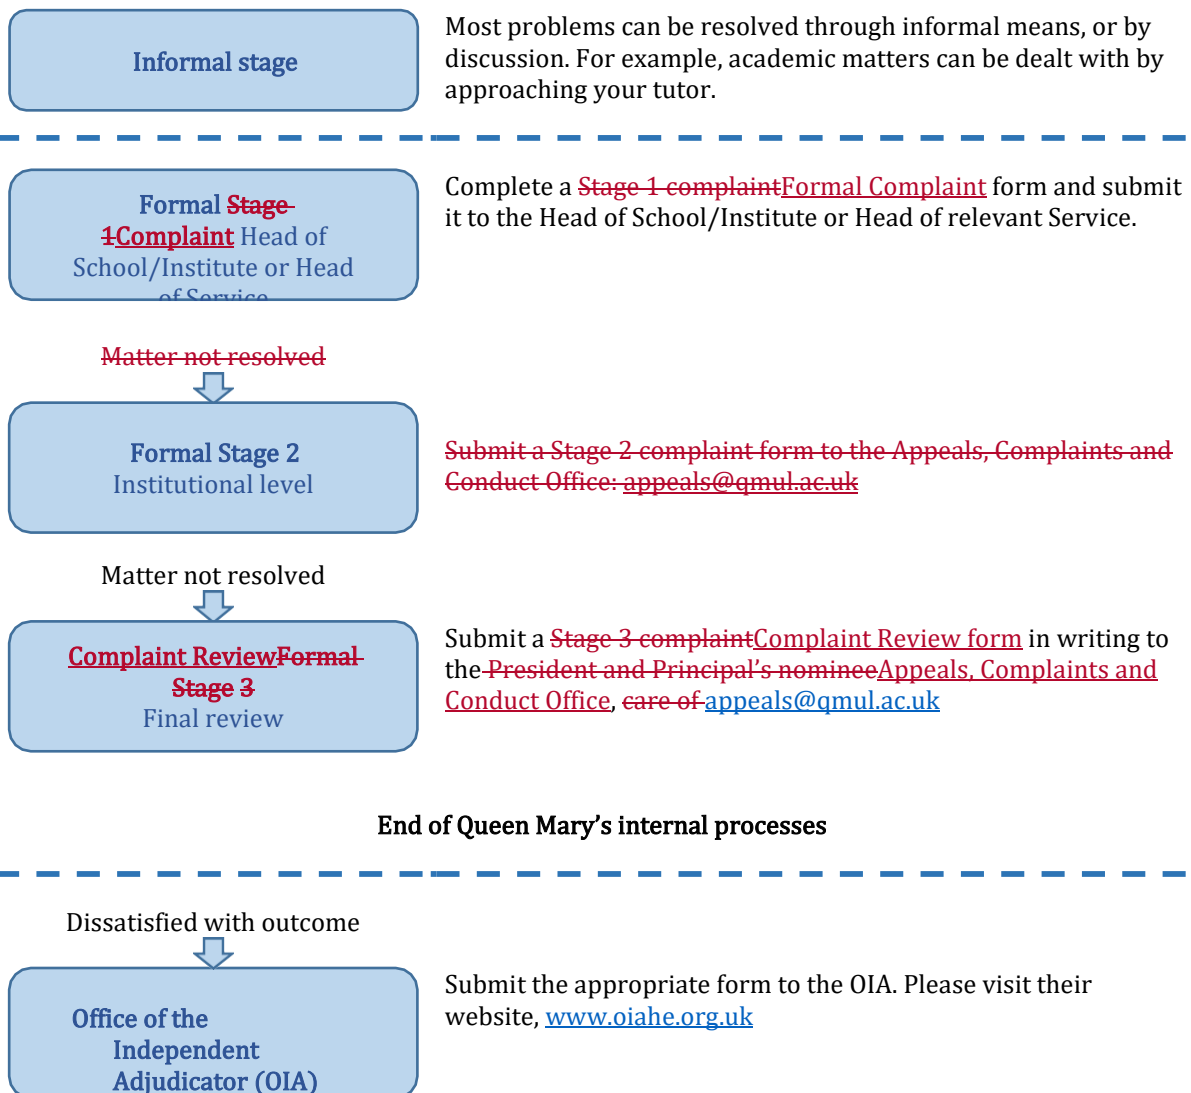 Informal stage
Most problems can be resolved through informal means, or by
discussion. For example, academic matters can be dealt with by
approaching your tutor.
Formal Stage
1Complaint Head of
School/Institute or Head
of Service
Complete a Stage 1 complaintFormal Complaint form and submit
it to the Head of School/Institute or Head of relevant Service.
Matter not resolved
Formal Stage 2
Institutional level
Submit a Stage 2 complaint form to the Appeals, Complaints and
Conduct Office: appeals@qmul.ac.uk
Matter not resolved
Complaint ReviewFormal
Stage 3
Final review
Submit a Stage 3 complaintComplaint Review form in writing to
the President and Principal’s nomineeAppeals, Complaints and
Conduct Office, care of appeals@qmul.ac.uk
End of Queen Mary’s internal processes
Dissatisfied with outcome
Office of the
Independent
Adjudicator (OIA)
Submit the appropriate form to the OIA. Please visit their
website, www.oiahe.org.uk